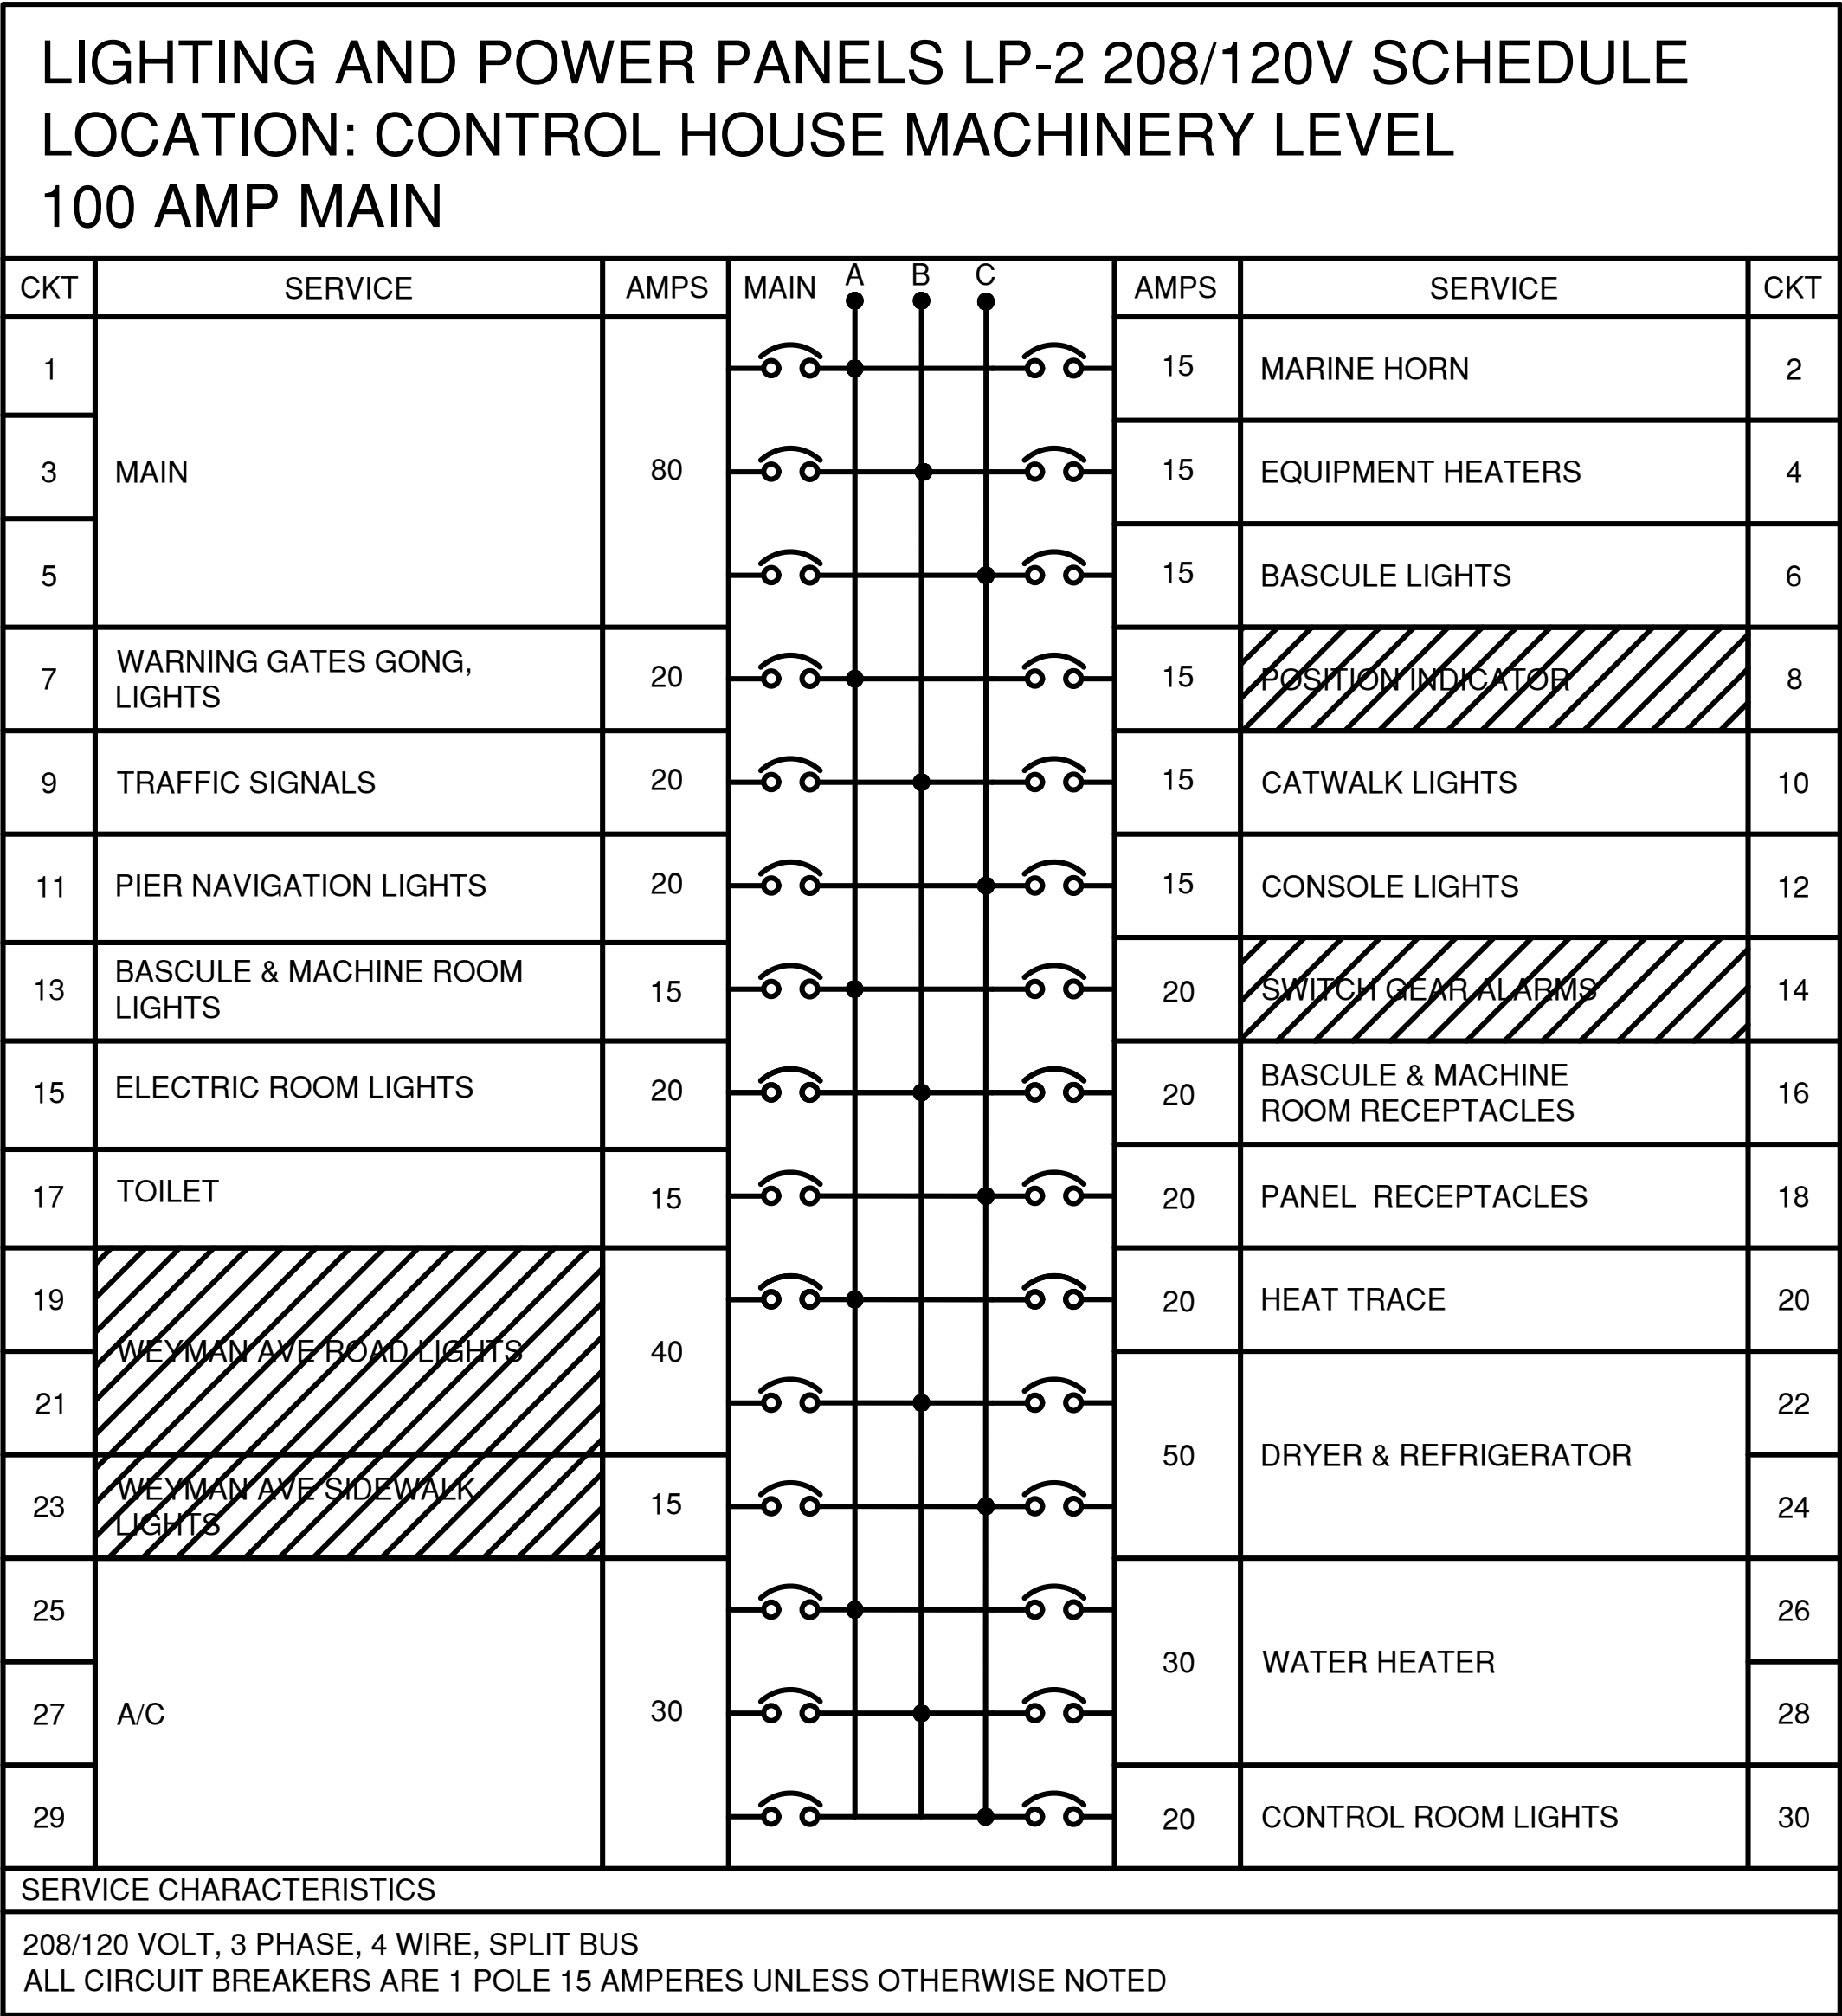 LIGHTING AND POWER PANELS LP-2 208/120V SCHEDULE
LOCATION: CONTROL HOUSE MACHINERY LEVEL
100 AMP MAIN
CKT SERVICE AMPS MAIN A B C AMPS SERVICE CKT
1 15 MARINE HORN 2
3 MAIN 80 15 EQUIPMENT HEATERS 4
5 15 BASCULE LIGHTS 6
7 WARNING GATES GONG,
LIGHTS 20 15 POSITION INDICATOR 8
9 TRAFFIC SIGNALS 20 15 CATWALK LIGHTS 10
11 PIER NAVIGATION LIGHTS 20 15 CONSOLE LIGHTS 12
13 BASCULE & MACHINE ROOM
LIGHTS 15 20 SWITCH GEAR ALARMS 14
15 ELECTRIC ROOM LIGHTS 20 20 BASCULE & MACHINE
ROOM RECEPTACLES 16
17 TOILET 15 20 PANEL RECEPTACLES 18
19 20 HEAT TRACE 20
WEYMAN AVE ROAD LIGHTS 40
21 22
50 DRYER & REFRIGERATOR
23 WEYMAN AVE SIDEWALK
LIGHTS 15 24
25 26
30 WATER HEATER
27 A/C 30 28
29 20 CONTROL ROOM LIGHTS 30
SERVICE CHARACTERISTICS
208/120 VOLT, 3 PHASE, 4 WIRE, SPLIT BUS
ALL CIRCUIT BREAKERS ARE 1 POLE 15 AMPERES UNLESS OTHERWISE NOTED